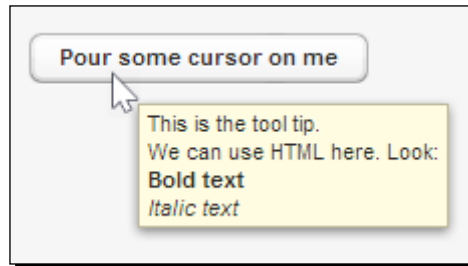 Pour some cursor on me
This is the tool tip.
We can use HTML here. Look:
Bold text
Italic text